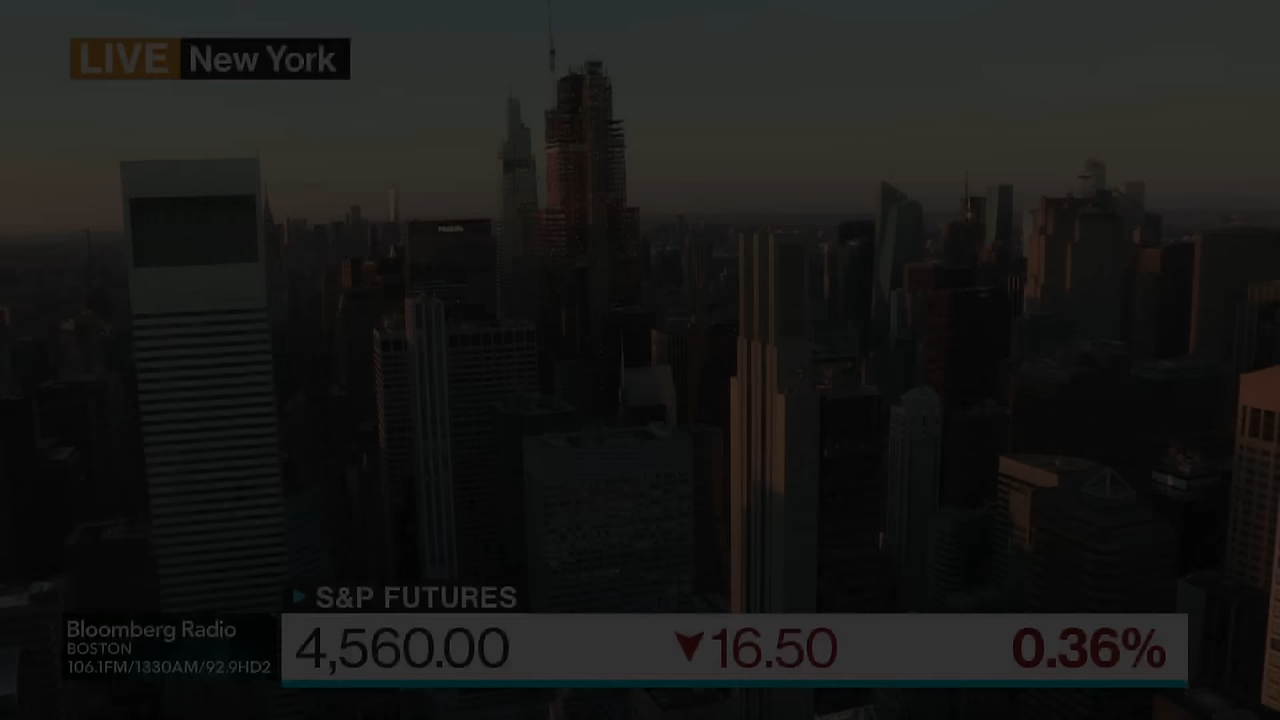 LIVE New York
MetLife
S&P FUTURES
Bloomberg Radio
BOSTON
106.1FM/1330AM/92.9HD2
4,560.00 ▼16.50 0.36%